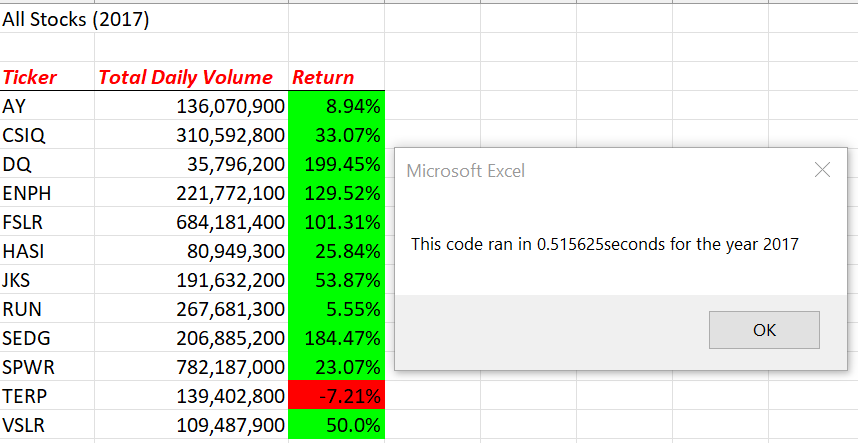 All Stocks (2017)
Ticker Total Daily Volume Return
AY 136,070,900 8.94%
CSIQ 310,592,800 33.07%
DQ 35,796,200 199.45%
ENPH 221,772,100 129.52%
FSLR 684,181,400 101.31%
HASI 80,949,300 25.84%
JKS 191,632,200 53.87%
RUN 267,681,300 5.55%
SEDG 206,885,200 184.47%
SPWR 782,187,000 23.07%
TERP 139,402,800 -7.21%
VSLR 109,487,900 50.0%
Microsoft Excel
This code ran in 0.515625seconds for the year 2017
OK